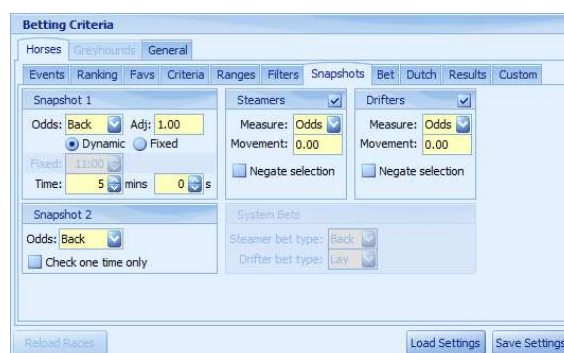 Betting Criteria
Horses Greyhounds General
Events Ranking Favs Criteria Ranges Filters Snapshots Bet Dutch Results Custom
Snapshot 1 Steamers Drifters
Odds: Back Adj: 1.00 Measure: Odds Measure: Odds
Dynamic Fixed Movement: 0.00 Movement: 0.00
Fixed: 11:00 Negate selection Negate selection
Time: 5 mins 0 s
Snapshot 2 System Bets
Odds: Back Steamer bet type: Back
Check one time only Drifter bet type: Lay
Reload Races Load Settings Save Settings